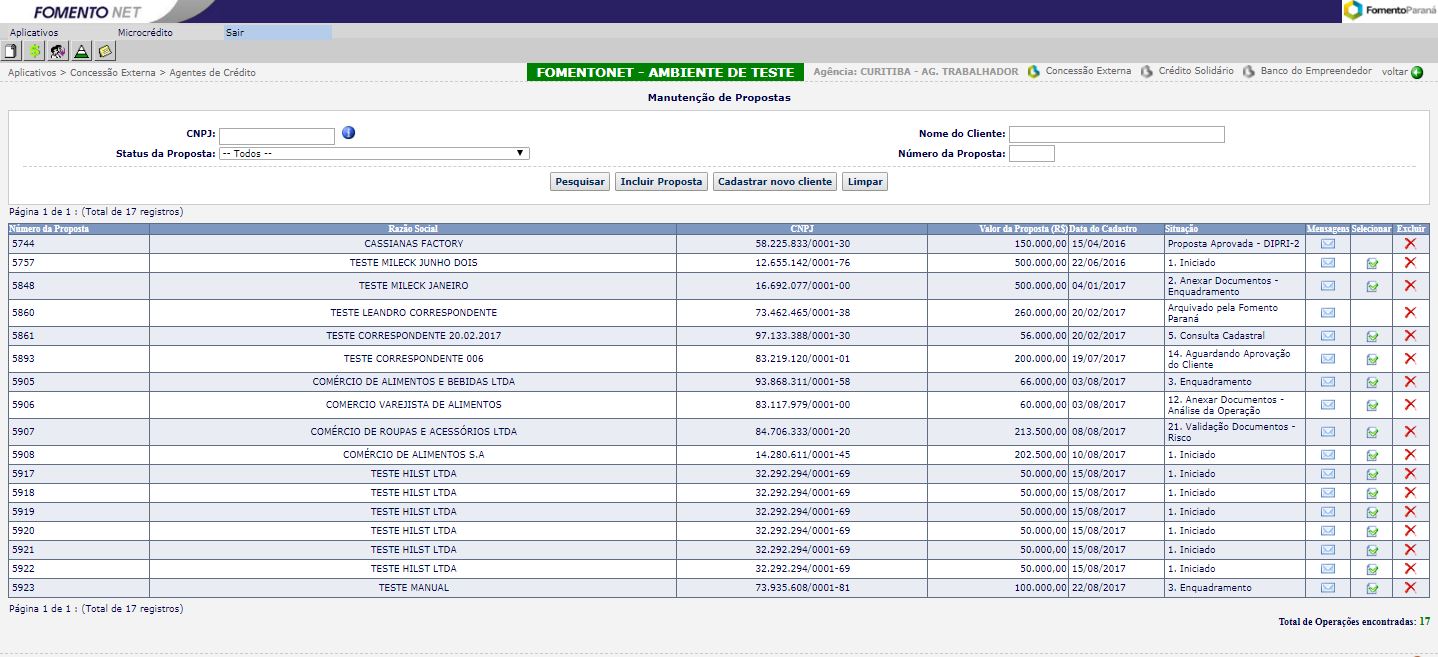 FOMENTO NET
FomentoParaná
Aplicativos Microcrédito Sair
Aplicativos > Concessão Externa > Agentes de Crédito FOMENTONET - AMBIENTE DE TESTE Agência: CURITIBA - AG. TRABALHADOR Concessão Externa Crédito Solidário Banco do Empreendedor voltar
Manutenção de Propostas
CNPJ: Nome do Cliente:
Status da Proposta: -- Todos -- Número da Proposta:
Pesquisar Incluir Proposta Cadastrar novo cliente Limpar
Página 1 de 1 : (Total de 17 registros)
Número da Proposta Razão Social CNPJ Valor da Proposta (R$) Data do Cadastro Situação Mensagens Selecionar Excluir
5744 CASSIANAS FACTORY 58.225.833/0001-30 150.000,00 15/04/2016 Proposta Aprovada - DIPRI-2
5757 TESTE MILECK JUNHO DOIS 12.655.142/0001-76 500.000,00 22/06/2016 1. Iniciado
5848 TESTE MILECK JANEIRO 16.692.077/0001-00 500.000,00 04/01/2017 2. Anexar Documentos -
Enquadramento
5860 TESTE LEANDRO CORRESPONDENTE 73.462.465/0001-38 260.000,00 20/02/2017 Arquivado pela Fomento
Paraná
5861 TESTE CORRESPONDENTE 20.02.2017 97.133.388/0001-30 56.000,00 20/02/2017 5. Consulta Cadastral
5893 TESTE CORRESPONDENTE 006 83.219.120/0001-01 200.000,00 19/07/2017 14. Aguardando Aprovação
do Cliente
5905 COMÉRCIO DE ALIMENTOS E BEBIDAS LTDA 93.868.311/0001-58 66.000,00 03/08/2017 3. Enquadramento
5906 COMERCIO VAREJISTA DE ALIMENTOS 83.117.979/0001-00 60.000,00 03/08/2017 12. Anexar Documentos -
Análise da Operação
5907 COMÉRCIO DE ROUPAS E ACESSÓRIOS LTDA 84.706.333/0001-20 213.500,00 08/08/2017 21. Validação Documentos -
Risco
5908 COMÉRCIO DE ALIMENTOS S.A 14.280.611/0001-45 202.500,00 10/08/2017 1. Iniciado
5917 TESTE HILST LTDA 32.292.294/0001-69 50.000,00 15/08/2017 1. Iniciado
5918 TESTE HILST LTDA 32.292.294/0001-69 50.000,00 15/08/2017 1. Iniciado
5919 TESTE HILST LTDA 32.292.294/0001-69 50.000,00 15/08/2017 1. Iniciado
5920 TESTE HILST LTDA 32.292.294/0001-69 50.000,00 15/08/2017 1. Iniciado
5921 TESTE HILST LTDA 32.292.294/0001-69 50.000,00 15/08/2017 1. Iniciado
5922 TESTE HILST LTDA 32.292.294/0001-69 50.000,00 15/08/2017 1. Iniciado
5923 TESTE MANUAL 73.935.608/0001-81 100.000,00 22/08/2017 3. Enquadramento
Página 1 de 1 : (Total de 17 registros)
Total de Operações encontradas: 17